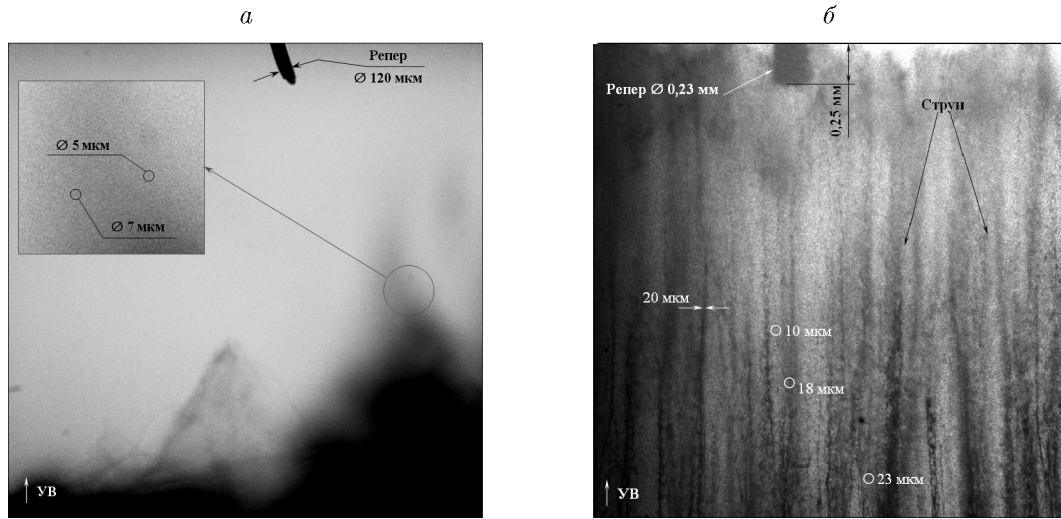 а
Репер
Ø 120 мкм
Ø 5 мкм
Ø 7 мкм
УВ
б
Репер Ø 0,23 мм
0,25 мм
Струи
20 мкм
10 мкм
18 мкм
23 мкм
УВ